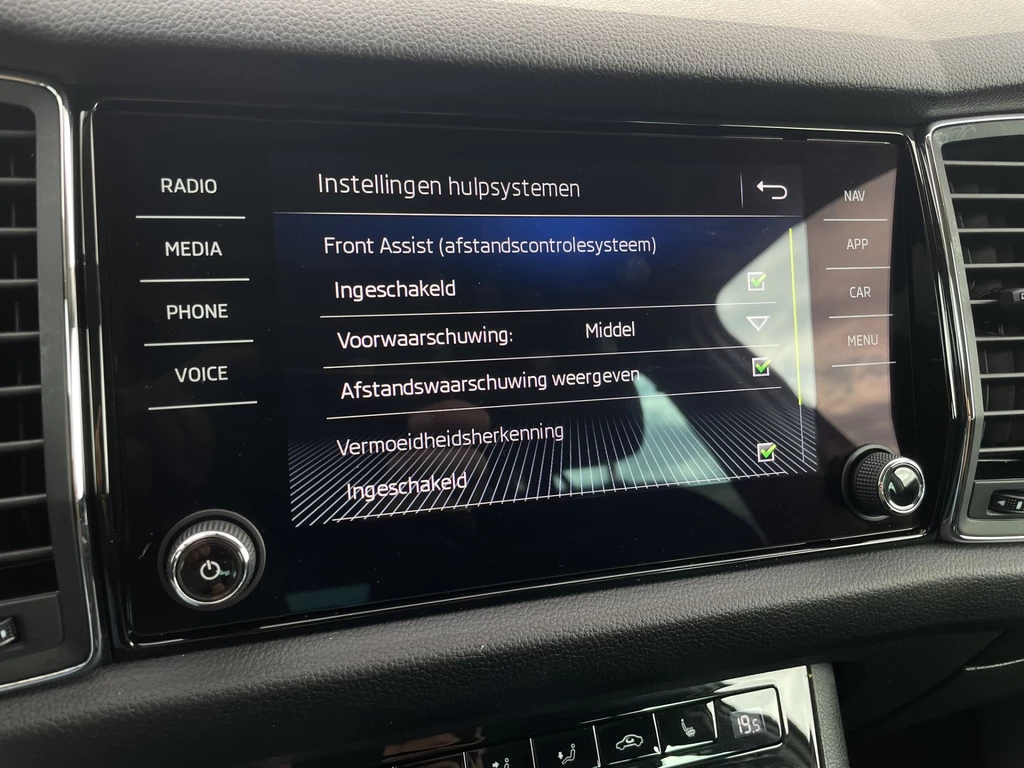 RADIO
MEDIA
PHONE
VOICE
Instellingen hulpsystemen
Front Assist (afstandscontrolesysteem)
Ingeschakeld
Voorwaarschuwing: Middel
Afstandswaarschuwing weergeven
Vermoeidheidsherkenning
Ingeschakeld
NAV
APP
CAR
MENU
19.5